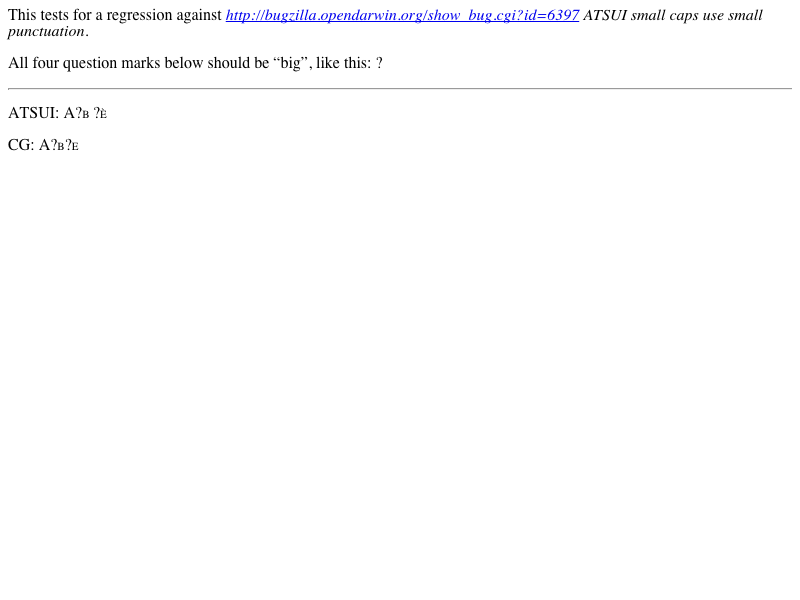 This tests for a regression against http://bugzilla.opendarwin.org/show_bug.cgi?id=6397 ATSUI small caps use small
punctuation.
All four question marks below should be “big”, like this: ?
ATSUI: A?ʙ ?ὲ
CG: A?ʙ?ᴇ